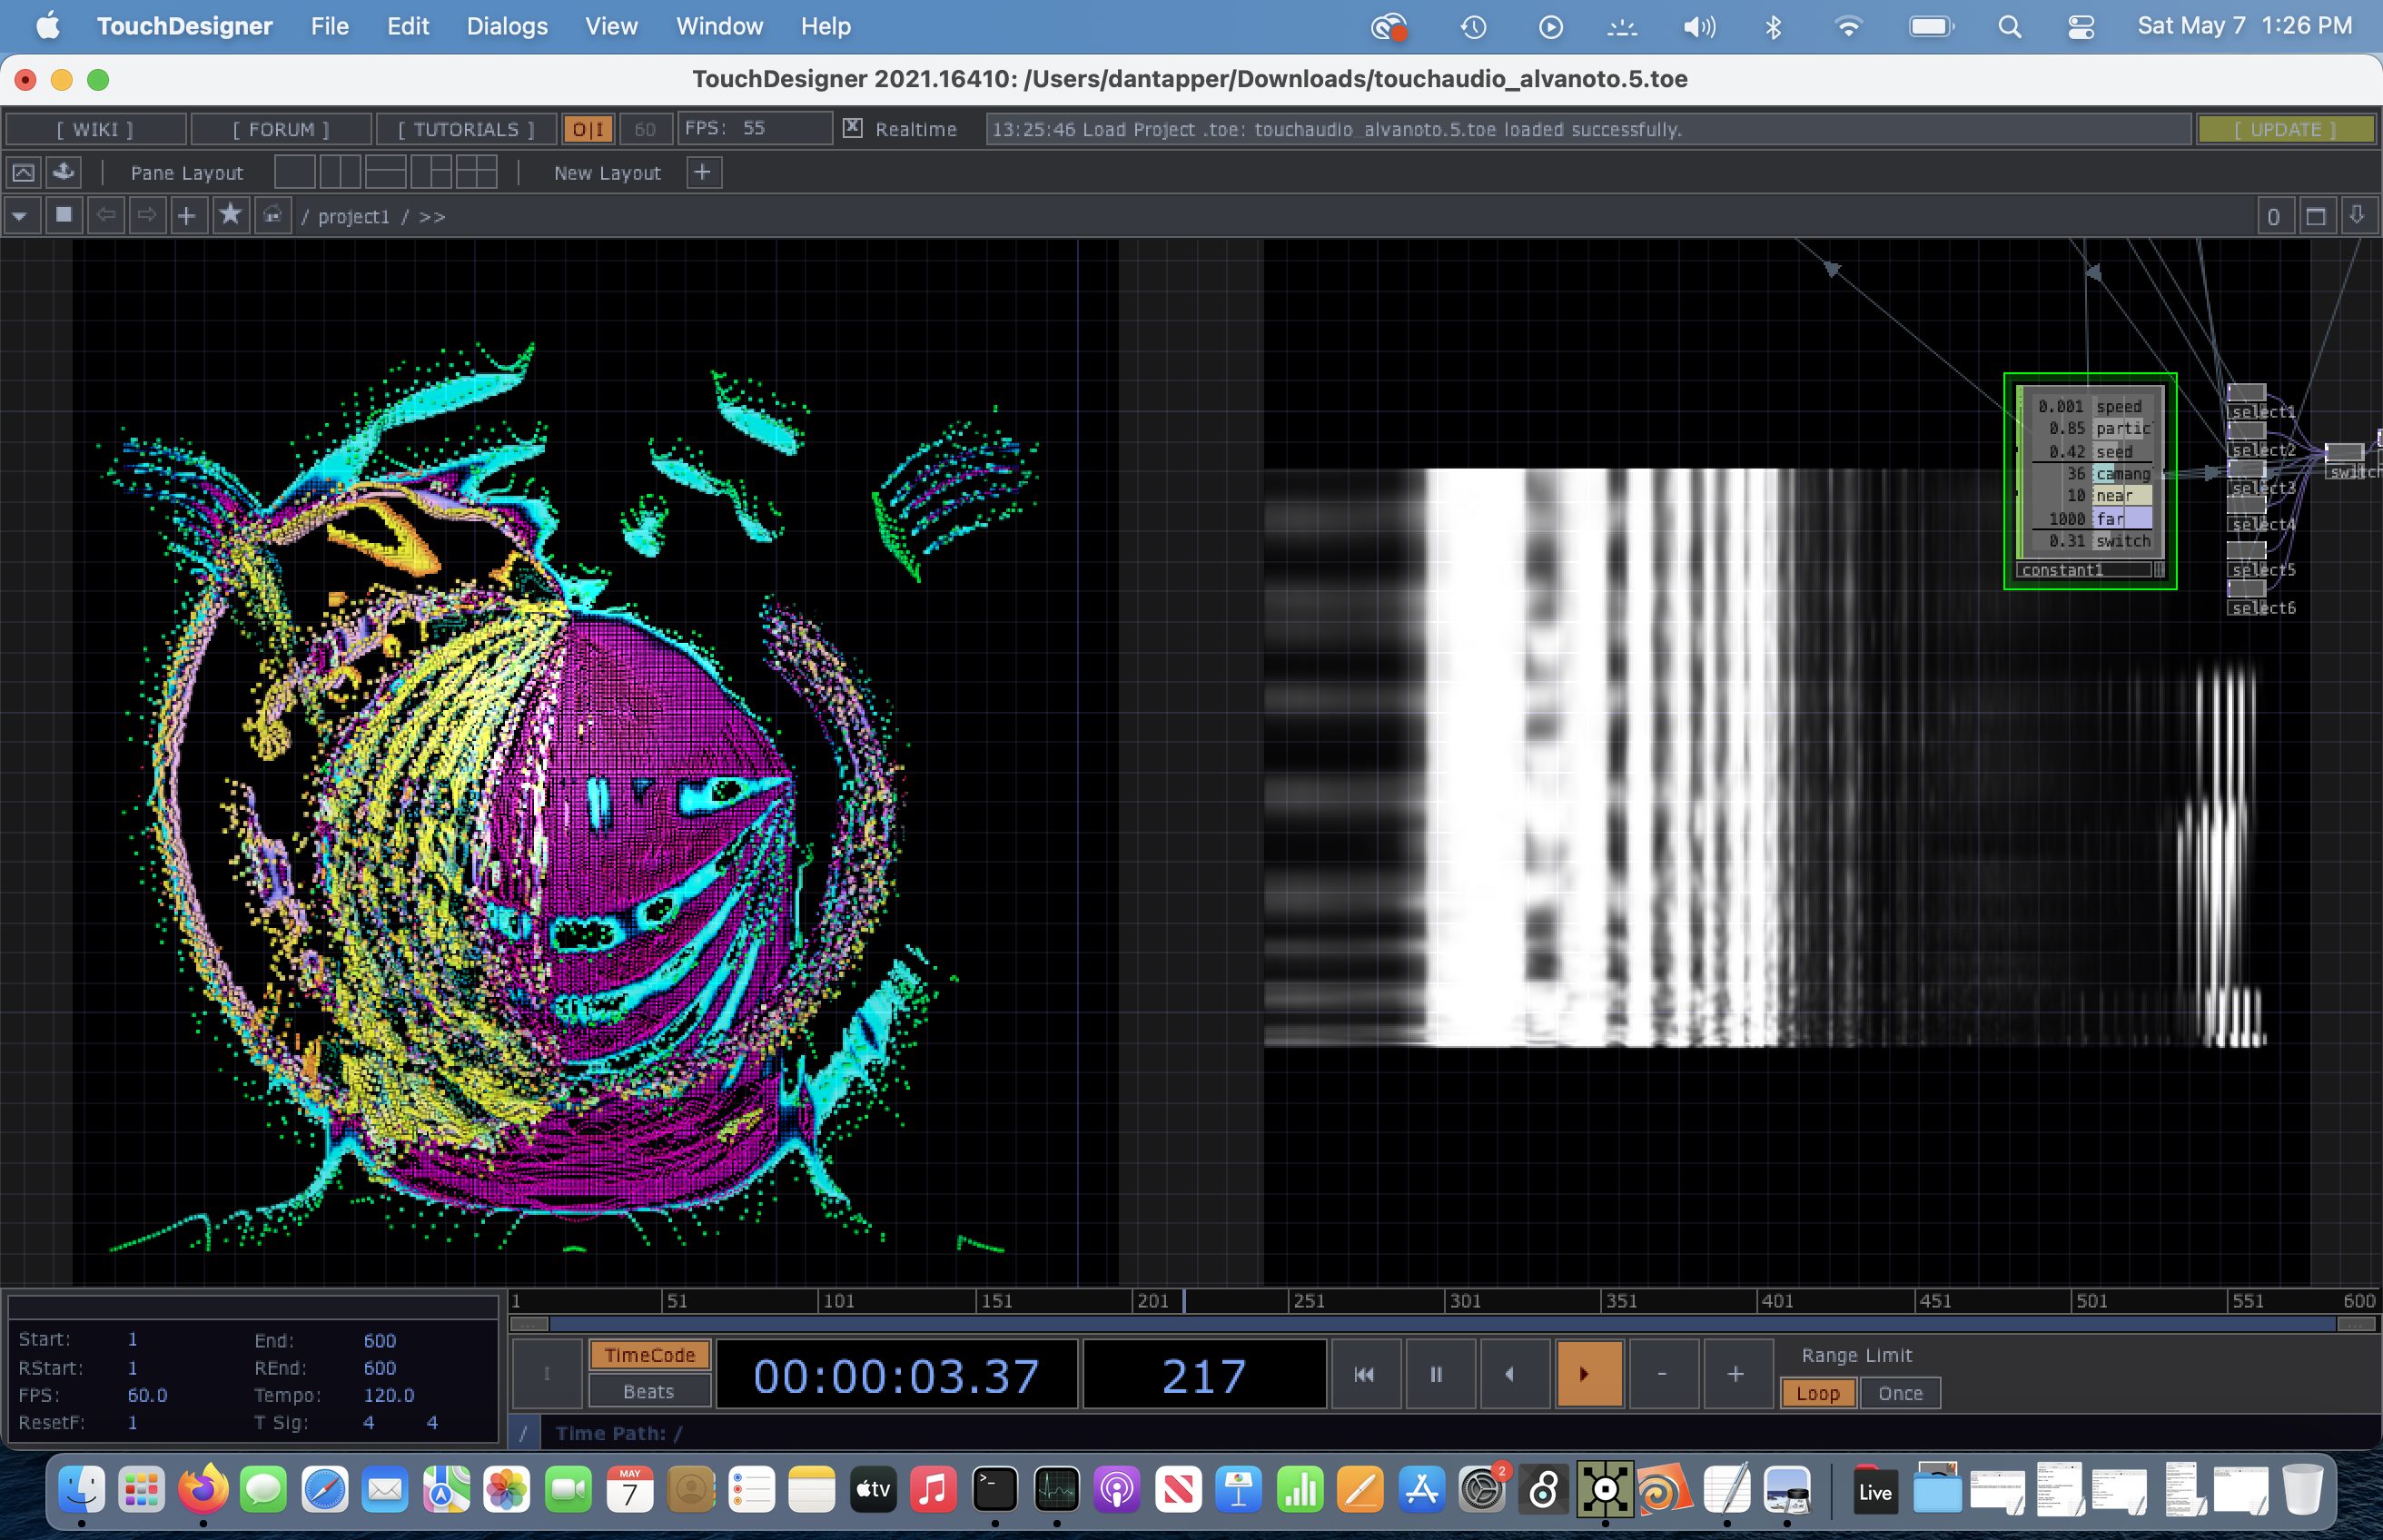 TouchDesigner File Edit Dialogs View Window Help Sat May 7 1:26 PM
TouchDesigner 2021.16410: /Users/dantapper/Downloads/touchaudio_alvanoto.5.toe
[ WIKI ] [ FORUM ] [ TUTORIALS ] O|I 60 FPS: 55 Realtime 13:25:46 Load Project .toe: touchaudio_alvanoto.5.toe loaded successfully. [ UPDATE ]
Pane Layout New Layout +
/ project1 / >> 0
0.001 speed
0.85 partic
0.42 seed
36 camang
10 near
1000 far
0.31 switch
constant1
select1
select2
select3
select4
select5
select6
switch
1 51 101 151 201 251 301 351 401 451 501 551 600
Start: 1 End: 600
RStart: 1 REnd: 600
FPS: 60.0 Tempo: 120.0
ResetF: 1 T Sig: 4 4
TimeCode
Beats
00:00:03.37 217
- +
Range Limit
Loop Once
/ Time Path: /
MAY
7
tv
2
Live